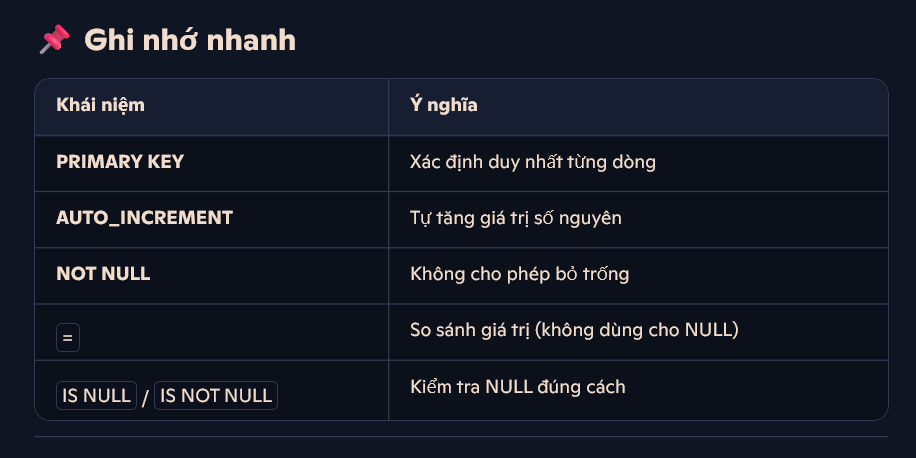 Ghi nhớ nhanh
Khái niệm
Ý nghĩa
PRIMARY KEY
Xác định duy nhất từng dòng
AUTO_INCREMENT
Tự tăng giá trị số nguyên
NOT NULL
Không cho phép bỏ trống
=
So sánh giá trị (không dùng cho NULL)
IS NULL / IS NOT NULL
Kiểm tra NULL đúng cách